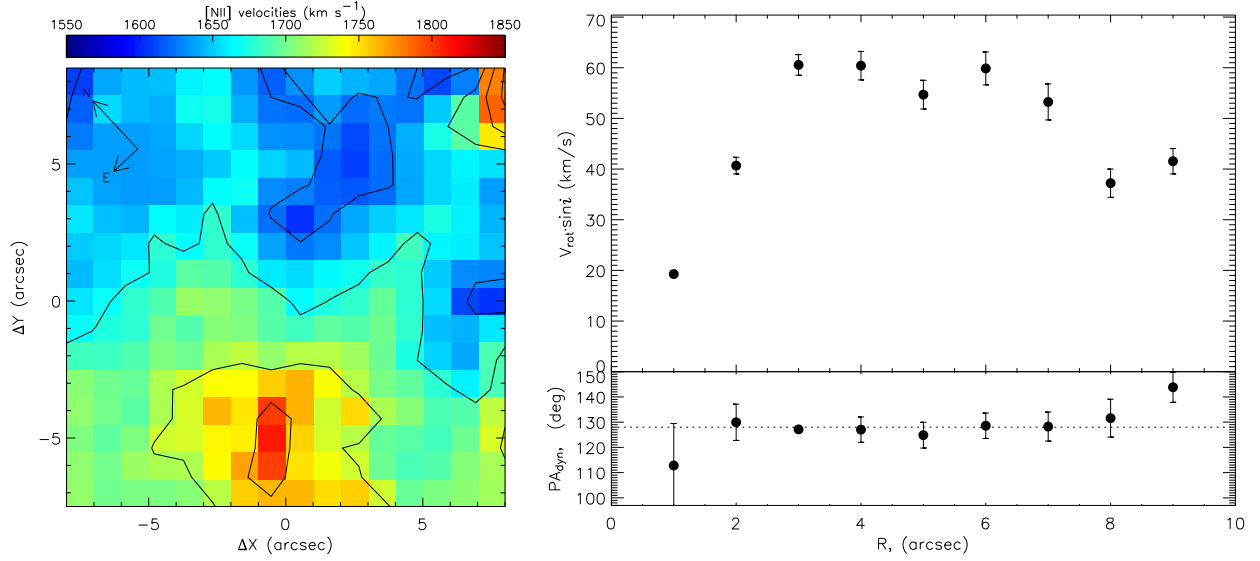 [NII] velocities (km s⁻¹)
1550 1600 1650 1700 1750 1800 1850
N
E
5
0
−5
ΔY (arcsec)
−5 0 5
ΔX (arcsec)
70
60
50
40
30
20
10
0
V_rot·sini (km/s)
150
140
130
120
110
100
PA_dyn, (deg)
0 2 4 6 8 10
R, (arcsec)